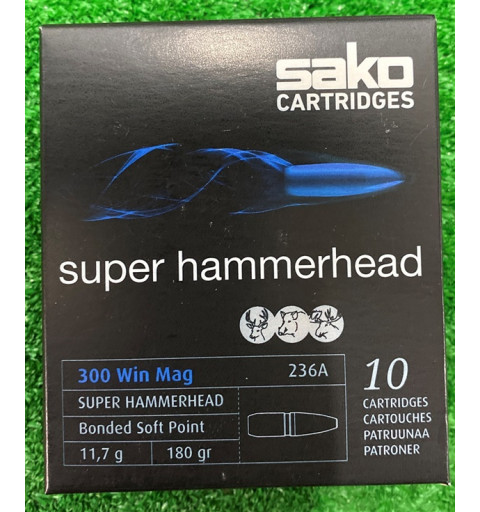 sako
CARTRIDGES
super hammerhead
300 Win Mag 236A
SUPER HAMMERHEAD
Bonded Soft Point
11,7 g 180 gr
10
CARTRIDGES
CARTOUCHES
PATRUUNAA
PATRONER